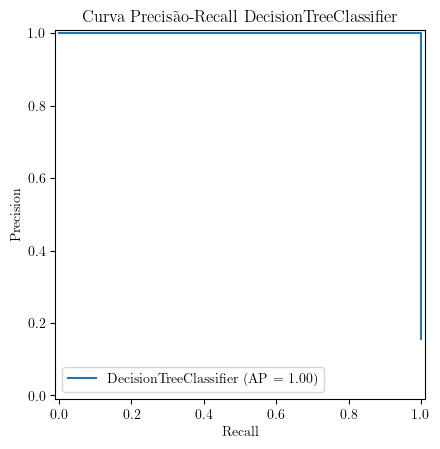 Curva Precisão-Recall DecisionTreeClassifier
1.0
0.8
0.6
0.4
0.2
0.0
Precision
DecisionTreeClassifier (AP = 1.00)
0.0 0.2 0.4 0.6 0.8 1.0
Recall